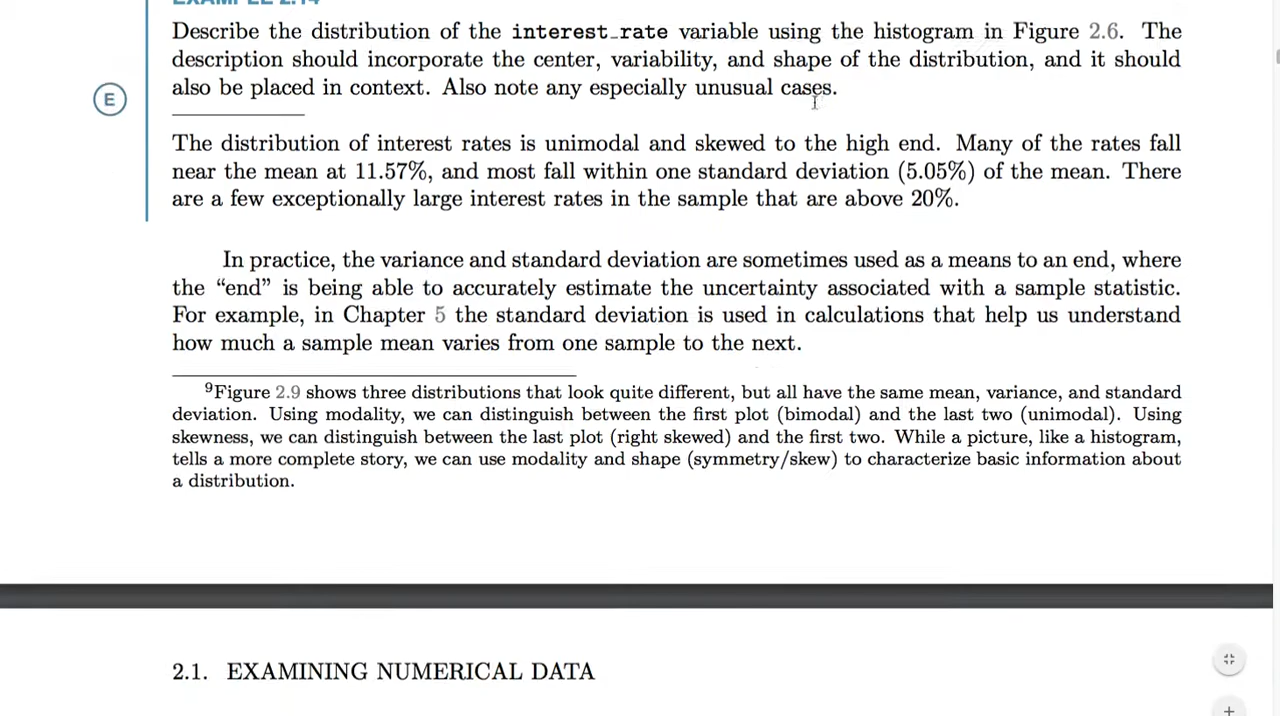 EXAMPLE 2.14
Describe the distribution of the interest_rate variable using the histogram in Figure 2.6. The
description should incorporate the center, variability, and shape of the distribution, and it should
also be placed in context. Also note any especially unusual cases.
E
The distribution of interest rates is unimodal and skewed to the high end. Many of the rates fall
near the mean at 11.57%, and most fall within one standard deviation (5.05%) of the mean. There
are a few exceptionally large interest rates in the sample that are above 20%.
In practice, the variance and standard deviation are sometimes used as a means to an end, where
the “end” is being able to accurately estimate the uncertainty associated with a sample statistic.
For example, in Chapter 5 the standard deviation is used in calculations that help us understand
how much a sample mean varies from one sample to the next.
9Figure 2.9 shows three distributions that look quite different, but all have the same mean, variance, and standard
deviation. Using modality, we can distinguish between the first plot (bimodal) and the last two (unimodal). Using
skewness, we can distinguish between the last plot (right skewed) and the first two. While a picture, like a histogram,
tells a more complete story, we can use modality and shape (symmetry/skew) to characterize basic information about
a distribution.
2.1. EXAMINING NUMERICAL DATA